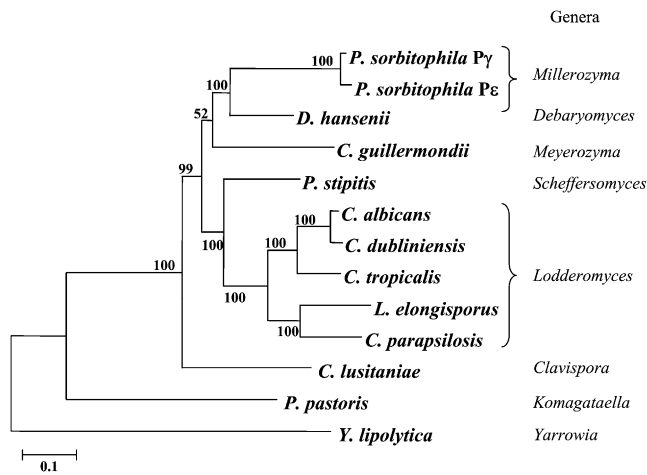 Genera
100 P. sorbitophila Pγ
P. sorbitophila Pε
Millerozyma
100
D. hansenii Debaryomyces
52
C. guillermondii Meyerozyma
99
P. stipitis Scheffersomyces
100
C. albicans
100
C. dubliniensis
100
100
C. tropicalis Lodderomyces
100
100
L. elongisporus
100
C. parapsilosis
C. lusitaniae Clavispora
P. pastoris Komagataella
Y. lipolytica Yarrowia
0.1